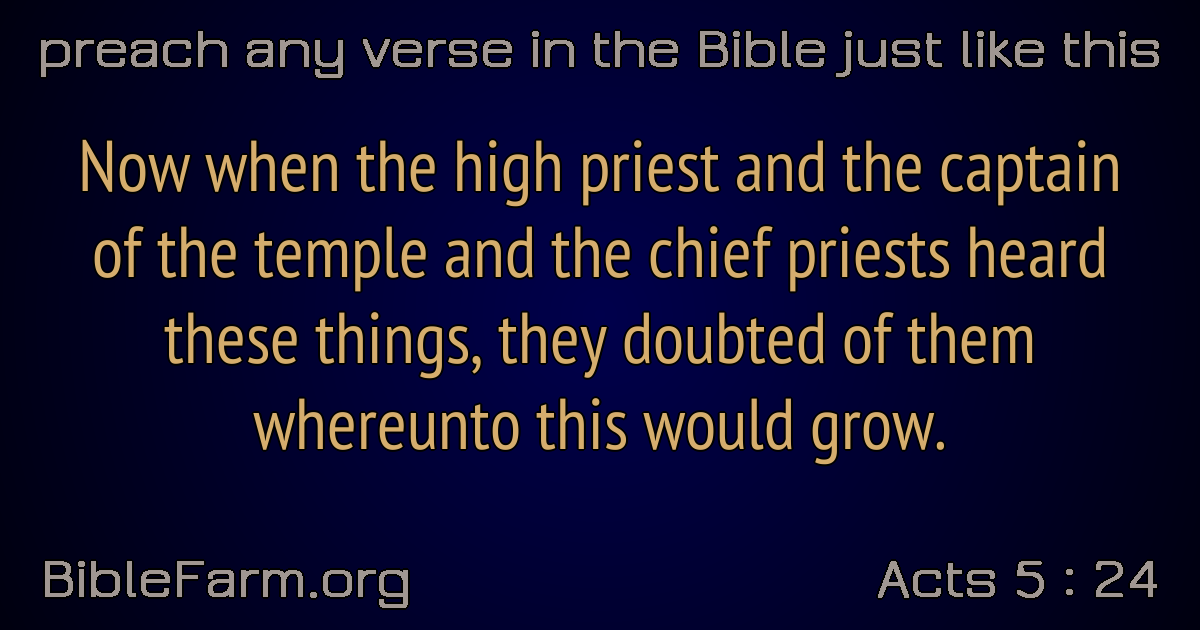 preach any verse in the Bible just like this
Now when the high priest and the captain
of the temple and the chief priests heard
these things, they doubted of them
whereunto this would grow.
BibleFarm.org
Acts 5 : 24